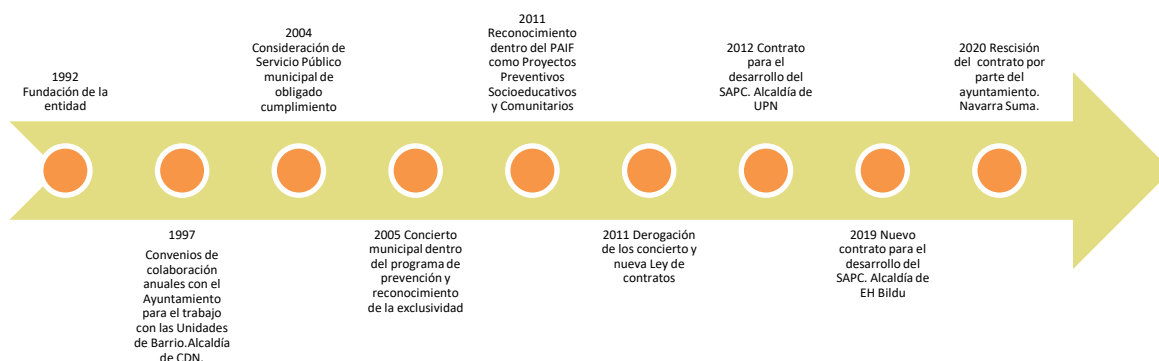 1992
Fundación de la
entidad
1997
Convenios de
colaboración
anuales con el
Ayuntamiento
para el trabajo
con las Unidades
de Barrio.Alcaldía
de CDN.
2004
Consideración de
Servicio Público
municipal de
obligado
cumplimiento
2005 Concierto
municipal dentro
del programa de
prevención y
reconocimiento
de la exclusividad
2011
Reconocimiento
dentro del PAIF
como Proyectos
Preventivos
Socioeducativos
y Comunitarios
2011 Derogación
de los concierto y
nueva Ley de
contratos
2012 Contrato
para el
desarrollo del
SAPC. Alcaldía de
UPN
2019 Nuevo
contrato para el
desarrollo del
SAPC. Alcaldía de
EH Bildu
2020 Rescisión
del contrato por
parte del
ayuntamiento.
Navarra Suma.